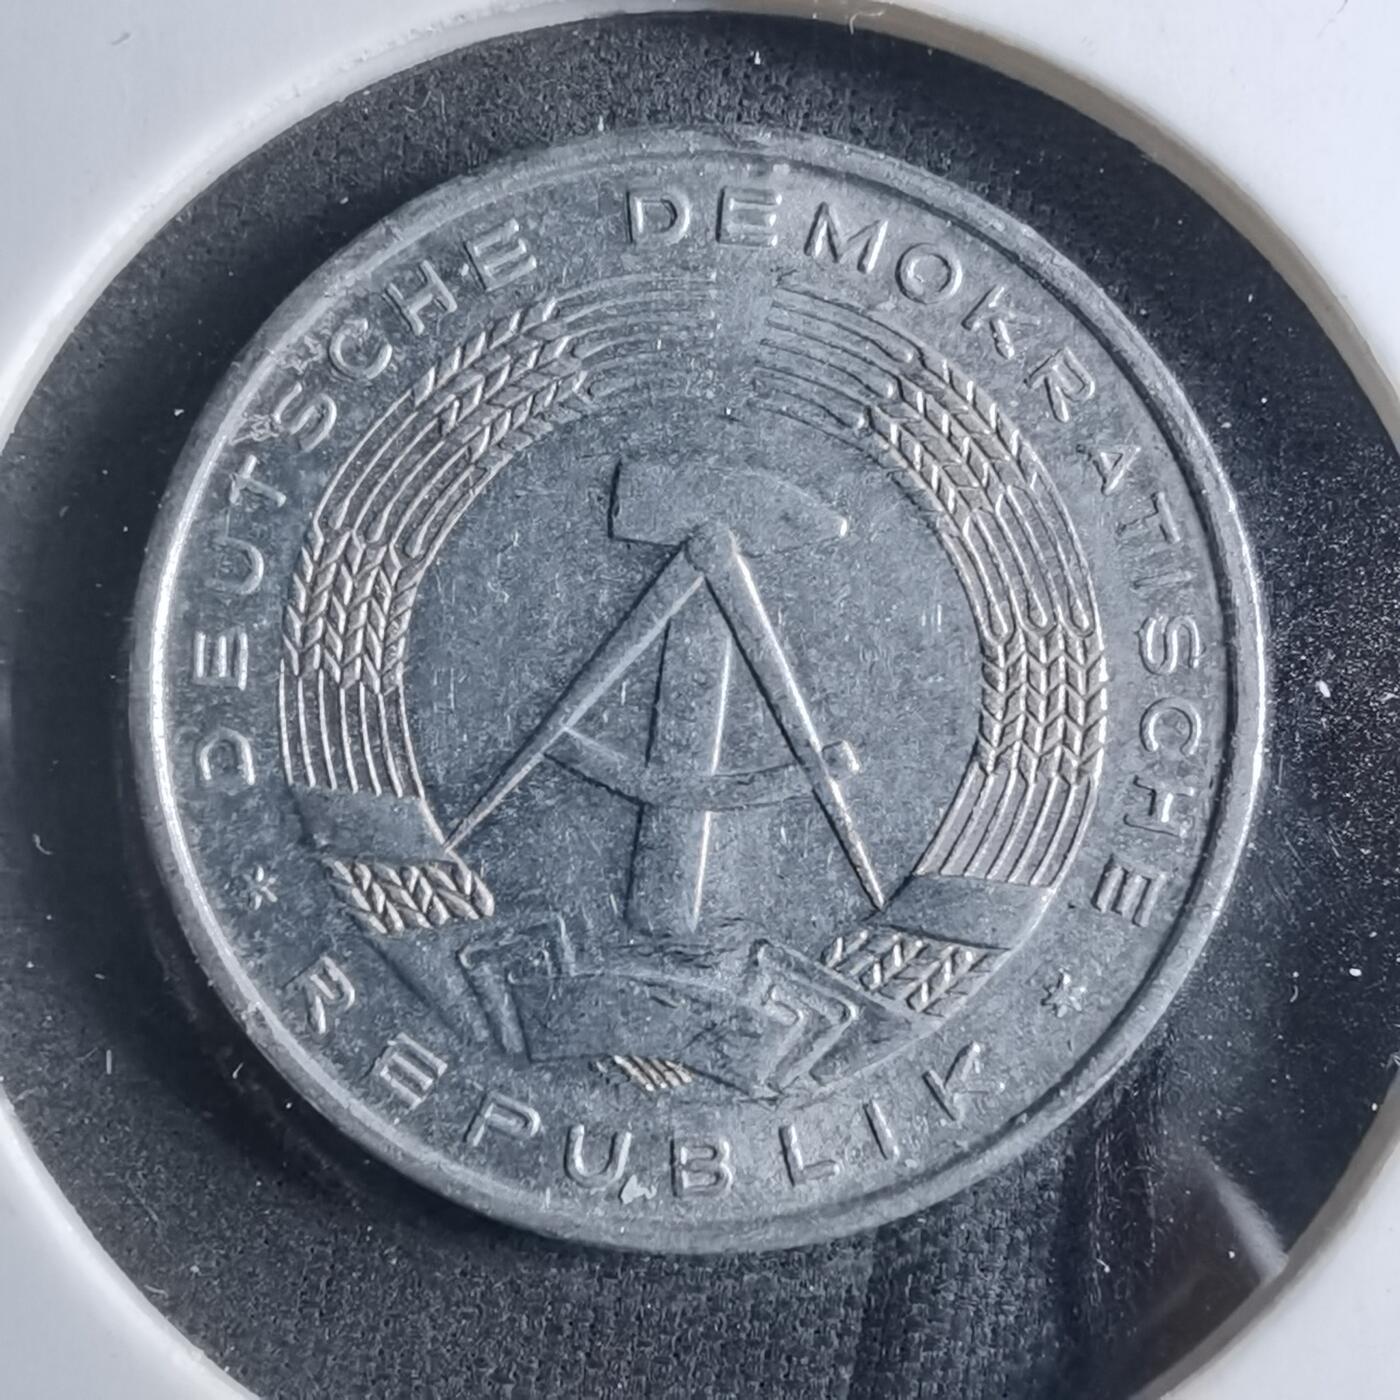 DEUTSCHE DEMOKRATISCHE
* REPUBLIK *